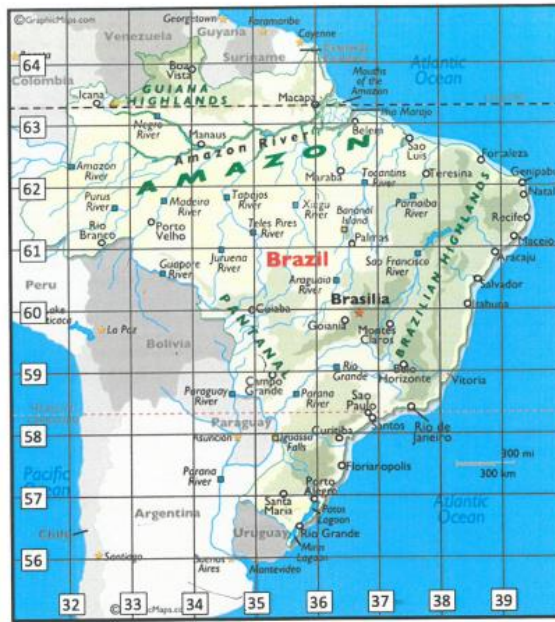 ©GraphicMaps.com
Georgetown
Paramaribo
Cayenne
Venezuela
Guyana
Suriname
Colombia
Atlantic
Ocean
64
Boa
Vista
GUIANA
HIGHLANDS
Icana
Macapa
Mouths
of the
Amazon
63
Negro
River
Manaus
Amazon River
Belem
Sao
Luis
Fortaleza
AMAZON
Amazon
River
Maraba
Tocantins
River
Teresina
Genipabu
Natal
62
Purus
River
Madeira
River
Tapajos
River
Xingu
River
Parnaiba
River
Recife
Teles Pires
River
Bananal
Island
Rio
Branco
Porto
Velho
Palmas
Maceio
61
Juruena
River
Brazil
Sao Francisco
River
Aracaju
Guapore
River
Araguaia
River
Salvador
BRAZILIAN HIGHLANDS
Peru
PANTANAL
Brasilia
60
Lake
Cuiaba
Itabuna
La Paz
Goiania
Montes
Claros
Bolivia
59
Campo
Grande
Rio
Grande
Belo
Horizonte
Vitoria
Paraguay
River
Parana
River
Sao
Paulo
Paraguay
Santos
Rio de
Janeiro
58
Asuncion
Iguassu
Falls
Curitiba
300 mi
300 km
Pacific
Ocean
Parana
River
Florianopolis
Porto
Alegre
57
Santa
Maria
Patos
Lagoon
Atlantic
Ocean
Argentina
Chile
Uruguay
Rio Grande
Mirim
Lagoon
56
Santiago
Buenos
Aires
Montevideo
32 33 34 35 36 37 38 39
©GraphicMaps.com